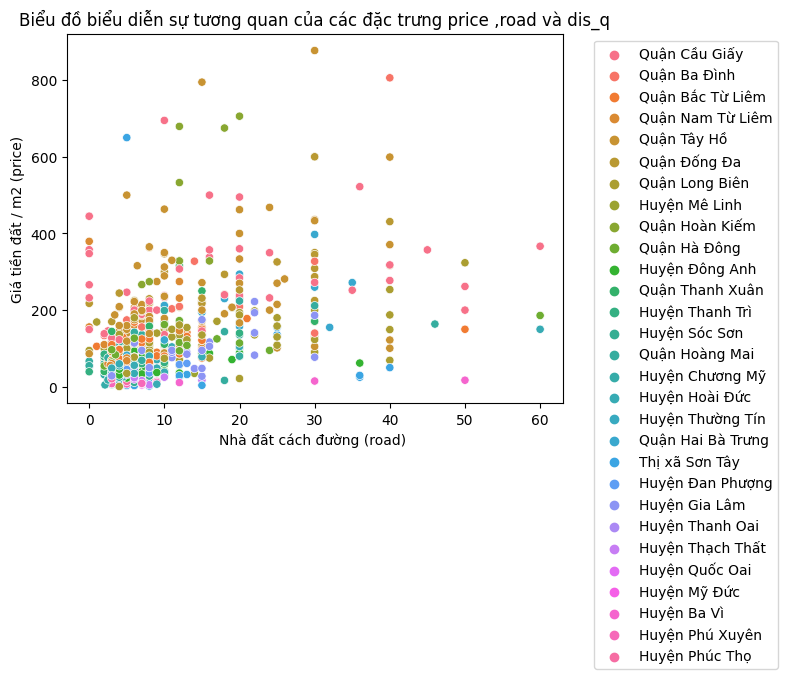 Biểu đồ biểu diễn sự tương quan của các đặc trưng price ,road và dis_q
Giá tiền đất / m2 (price)
800
600
400
200
0
0 10 20 30 40 50 60
Nhà đất cách đường (road)
Quận Cầu Giấy
Quận Ba Đình
Quận Bắc Từ Liêm
Quận Nam Từ Liêm
Quận Tây Hồ
Quận Đống Đa
Quận Long Biên
Huyện Mê Linh
Quận Hoàn Kiếm
Quận Hà Đông
Huyện Đông Anh
Quận Thanh Xuân
Huyện Thanh Trì
Huyện Sóc Sơn
Quận Hoàng Mai
Huyện Chương Mỹ
Huyện Hoài Đức
Huyện Thường Tín
Quận Hai Bà Trưng
Thị xã Sơn Tây
Huyện Đan Phượng
Huyện Gia Lâm
Huyện Thanh Oai
Huyện Thạch Thất
Huyện Quốc Oai
Huyện Mỹ Đức
Huyện Ba Vì
Huyện Phú Xuyên
Huyện Phúc Thọ